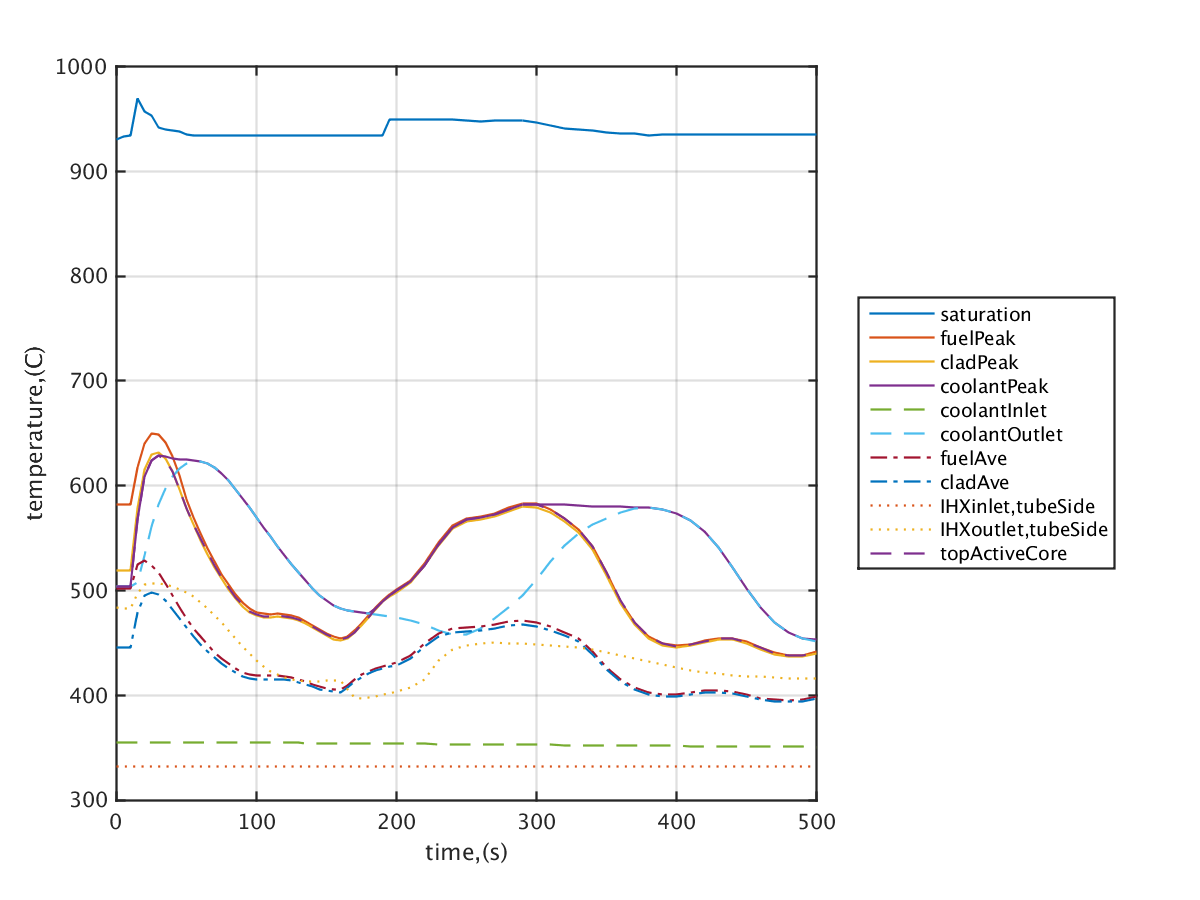 1000
900
800
700
600
500
400
300
0
100
200
300
400
500
time,(s)
temperature,(C)
saturation
fuelPeak
cladPeak
coolantPeak
coolantInlet
coolantOutlet
fuelAve
cladAve
IHXinlet,tubeSide
IHXoutlet,tubeSide
topActiveCore